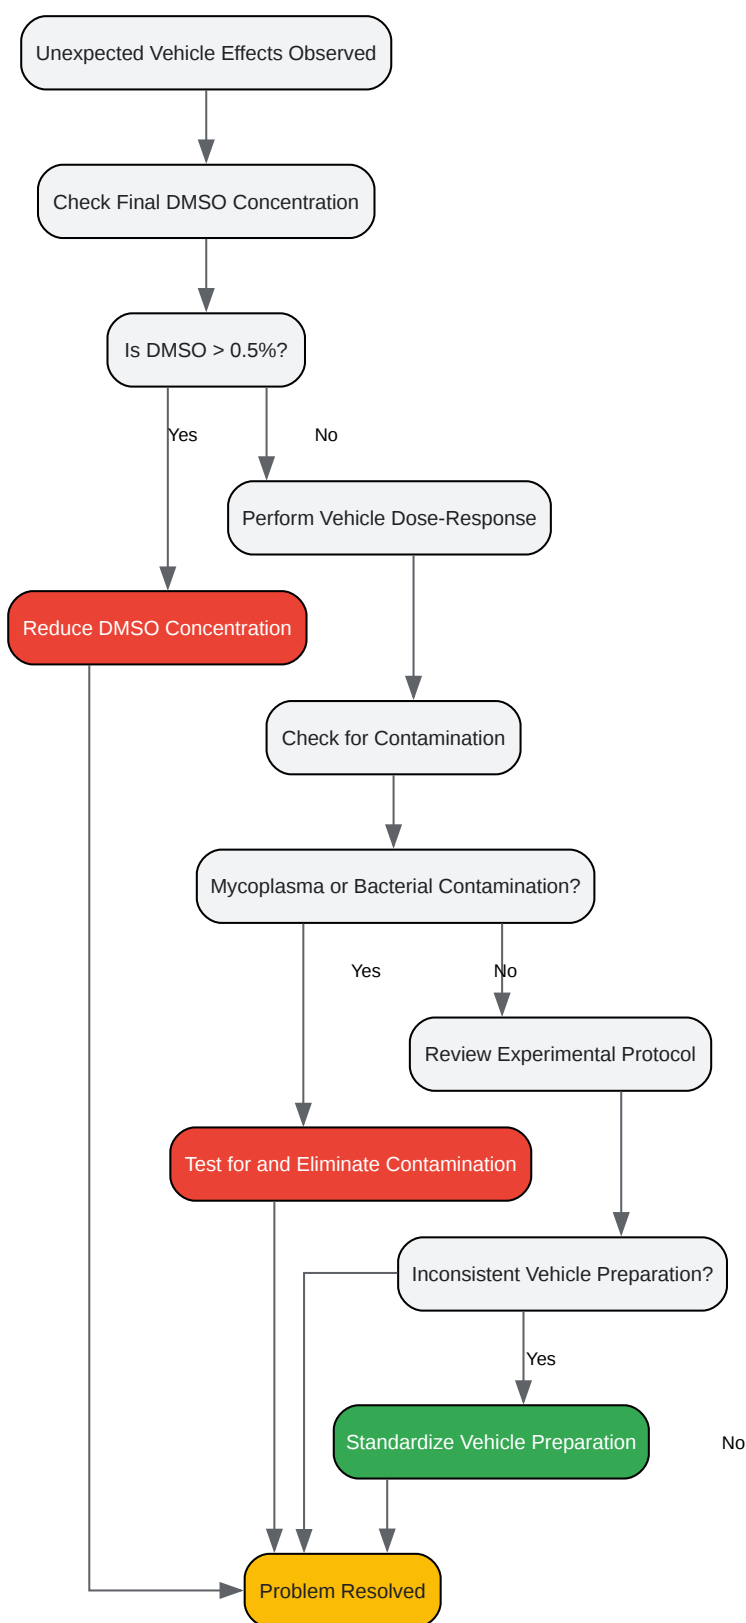 Unexpected Vehicle Effects Observed
Check Final DMSO Concentration
Is DMSO > 0.5%?
Yes
No
Perform Vehicle Dose-Response
Reduce DMSO Concentration
Check for Contamination
Mycoplasma or Bacterial Contamination?
Yes
No
Review Experimental Protocol
Test for and Eliminate Contamination
Inconsistent Vehicle Preparation?
Yes
Standardize Vehicle Preparation
No
Problem Resolved